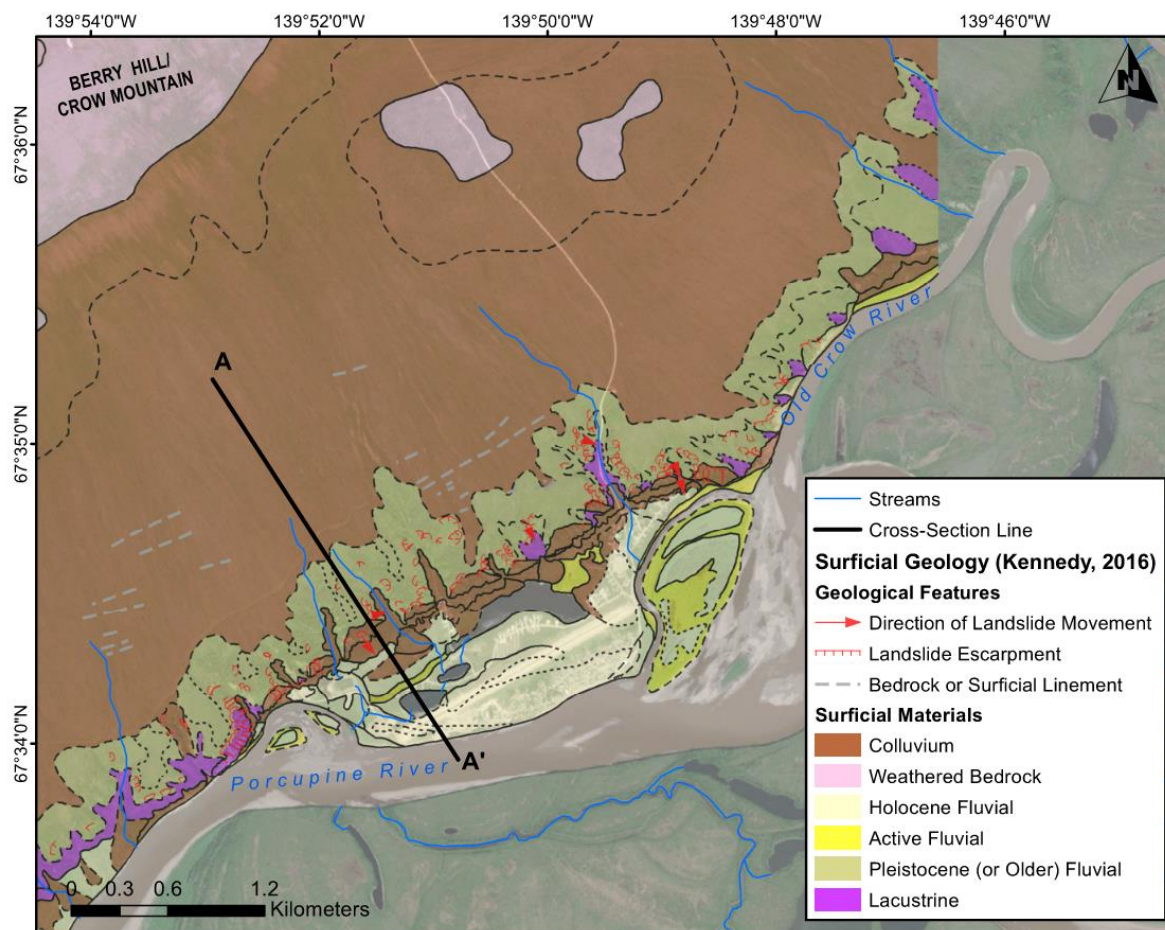 139°54'0"W
139°52'0"W
139°50'0"W
139°48'0"W
139°46'0"W
BERRY HILL/
CROW MOUNTAIN
N
67°36'0"N
67°35'0"N
67°34'0"N
A
A'
Old Crow River
Porcupine River
0 0.3 0.6 1.2
Kilometers
Streams
Cross-Section Line
Surficial Geology (Kennedy, 2016)
Geological Features
Direction of Landslide Movement
Landslide Escarpment
Bedrock or Surficial Linement
Surficial Materials
Colluvium
Weathered Bedrock
Holocene Fluvial
Active Fluvial
Pleistocene (or Older) Fluvial
Lacustrine